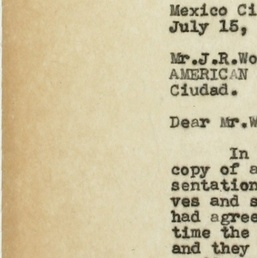 Mexico Ci
July 15,
Mr.J.R.Wo
AMERICAN
Ciudad.
Dear Mr.W
In
copy of a
sentation
ves and s
had agree
time the
and they